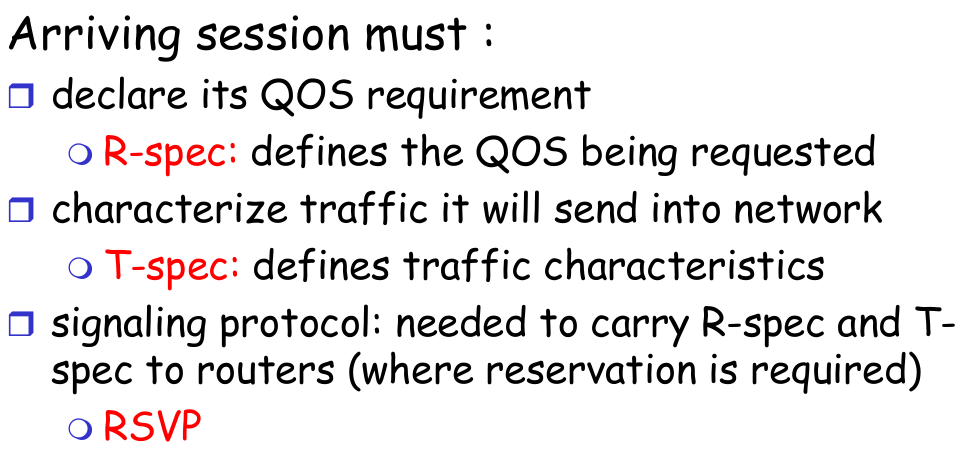 Arriving session must :
declare its QOS requirement
R-spec: defines the QOS being requested
characterize traffic it will send into network
T-spec: defines traffic characteristics
signaling protocol: needed to carry R-spec and T-
spec to routers (where reservation is required)
RSVP